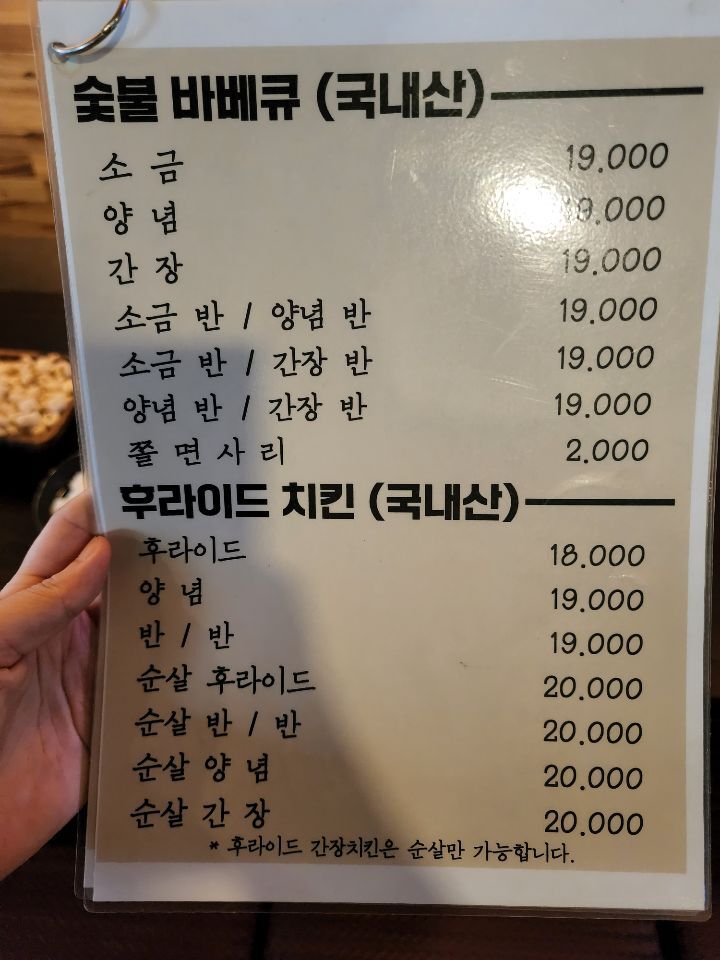 숯불 바베큐 (국내산)
소 금 19.000
양 념 19.000
간 장 19.000
소금 반 / 양념 반 19.000
소금 반 / 간장 반 19.000
양념 반 / 간장 반 19.000
쫄 면 사 리 2.000
후라이드 치킨 (국내산)
후라이드 18.000
양 념 19.000
반 / 반 19.000
순살 후라이드 20.000
순살 반 / 반 20.000
순살 양 념 20.000
순살 간 장 20.000
* 후라이드 간장치킨은 순살만 가능합니다.